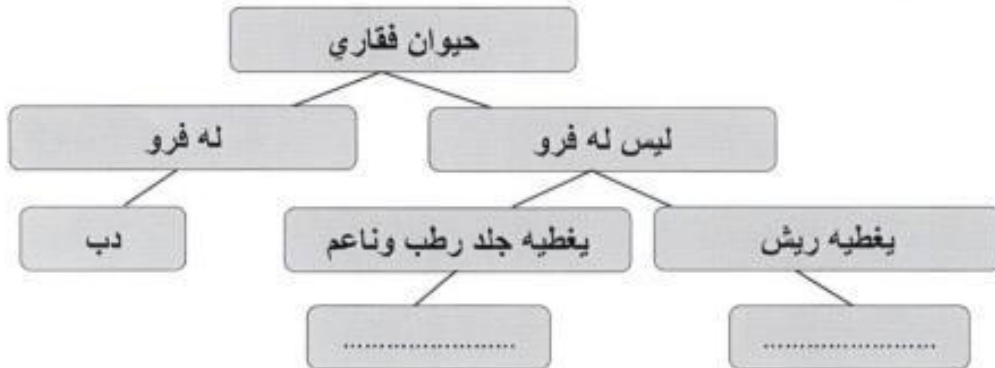 حيوان فقاري
ليس له فرو
له فرو
يغطيه ريش
يغطيه جلد رطب وناعم
دب
........................
........................